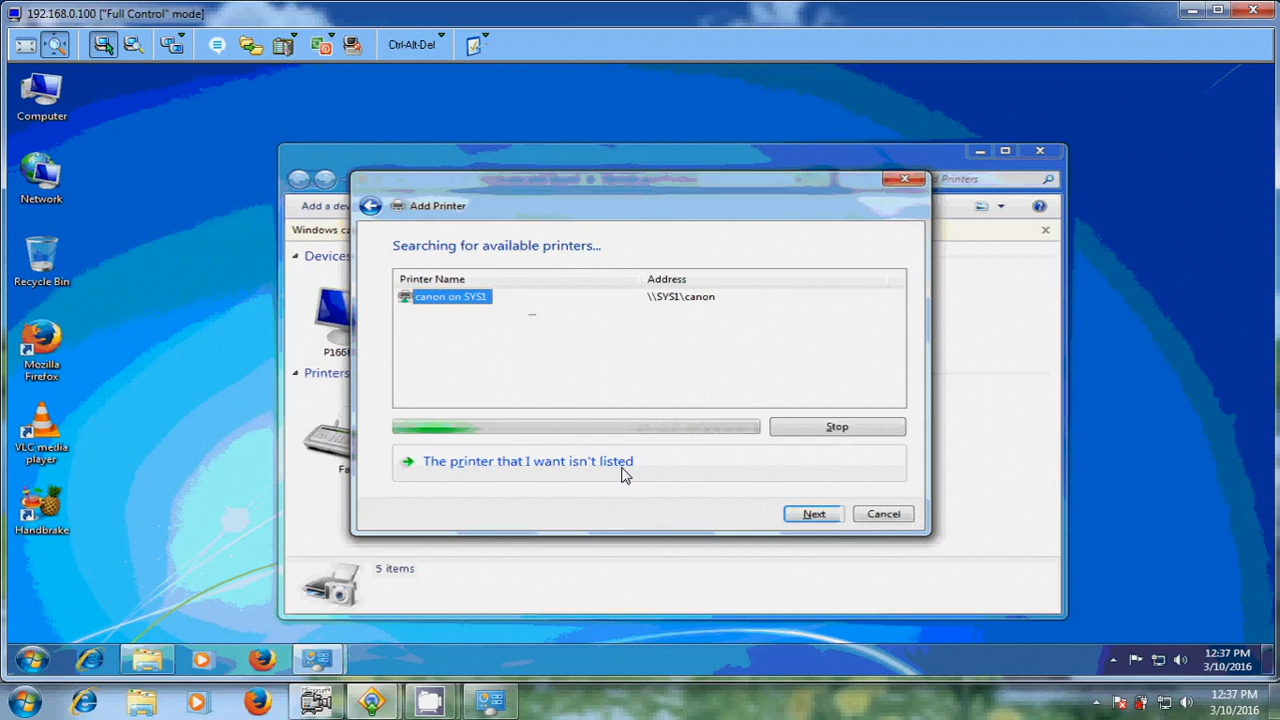 192.168.0.100 ["Full Control" mode]
Ctrl-Alt-Del
Computer
Network
Recycle Bin
Mozilla
Firefox
VLC media
player
Handbrake
Printers
Add a dev
Windows ca
Devices
P166H
Printers
Fa
5 items
Add Printer
Searching for available printers...
Printer Name Address
canon on SYS1 \\SYS1\canon
Stop
The printer that I want isn't listed
Next Cancel
12:37 PM
3/10/2016
12:37 PM
3/10/2016